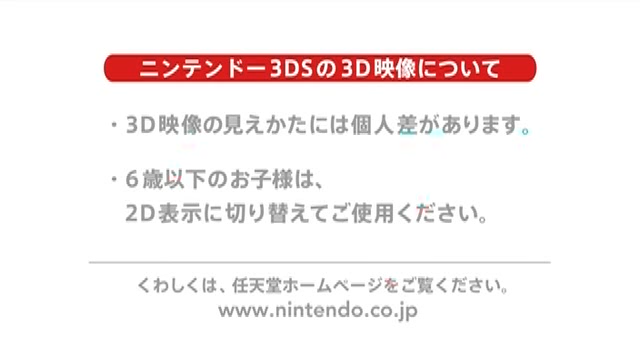 ニンテンドー3DSの3D映像について
・3D映像の見えかたには個人差があります。
・6歳以下のお子様は、
2D表示に切り替えてご使用ください。
くわしくは、任天堂ホームページをご覧ください。
www.nintendo.co.jp